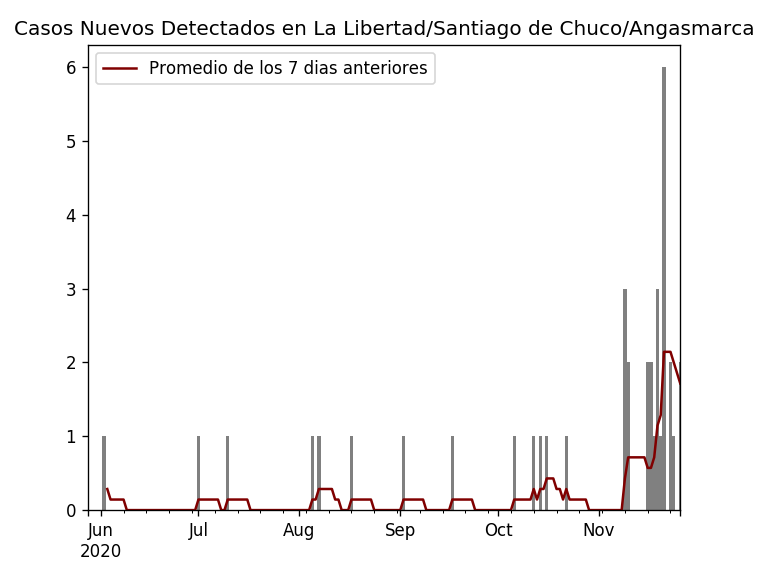 Casos Nuevos Detectados en La Libertad/Santiago de Chuco/Angasmarca
Promedio de los 7 dias anteriores
6
5
4
3
2
1
0
Jun Jul Aug Sep Oct Nov
2020